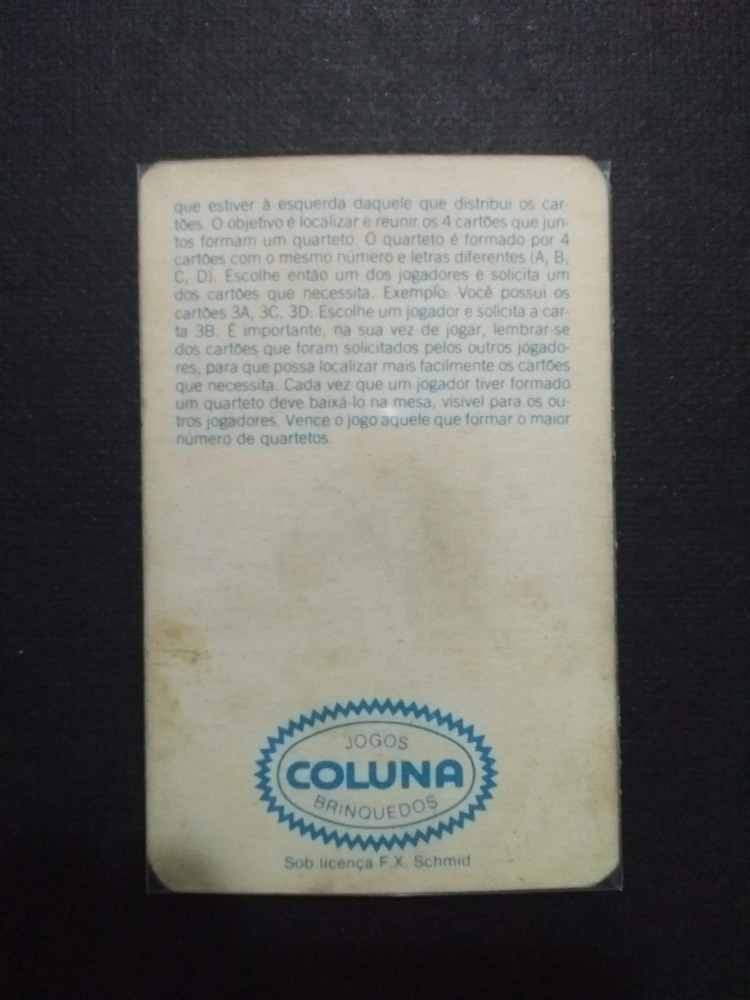 que estiver à esquerda daquele que distribui os car-
tões. O objetivo é localizar e reunir os 4 cartões que jun-
tos formam um quarteto. O quarteto é formado por 4
cartões com o mesmo número e letras diferentes (A, B,
C, D). Escolhe então um dos jogadores e solicita um
dos cartões que necessita. Exemplo: Você possui os
cartões 3A, 3C, 3D. Escolhe um jogador e solicita a car-
ta 3B. É importante, na sua vez de jogar, lembrar-se
dos cartões que foram solicitados pelos outros jogado-
res, para que possa localizar mais facilmente os cartões
que necessita. Cada vez que um jogador tiver formado
um quarteto deve baixá-lo na mesa, visível para os ou-
tros jogadores. Vence o jogo aquele que formar o maior
número de quartetos.
JOGOS
COLUNA
BRINQUEDOS
Sob licença F.X. Schmid